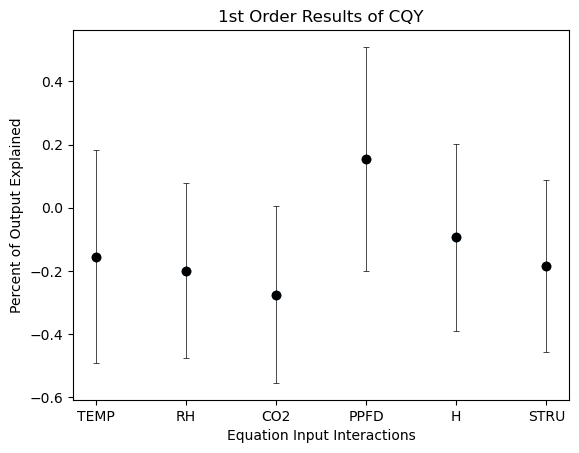 1st Order Results of CQY
Percent of Output Explained
0.4
0.2
0.0
−0.2
−0.4
−0.6
TEMP RH CO2 PPFD H STRU
Equation Input Interactions